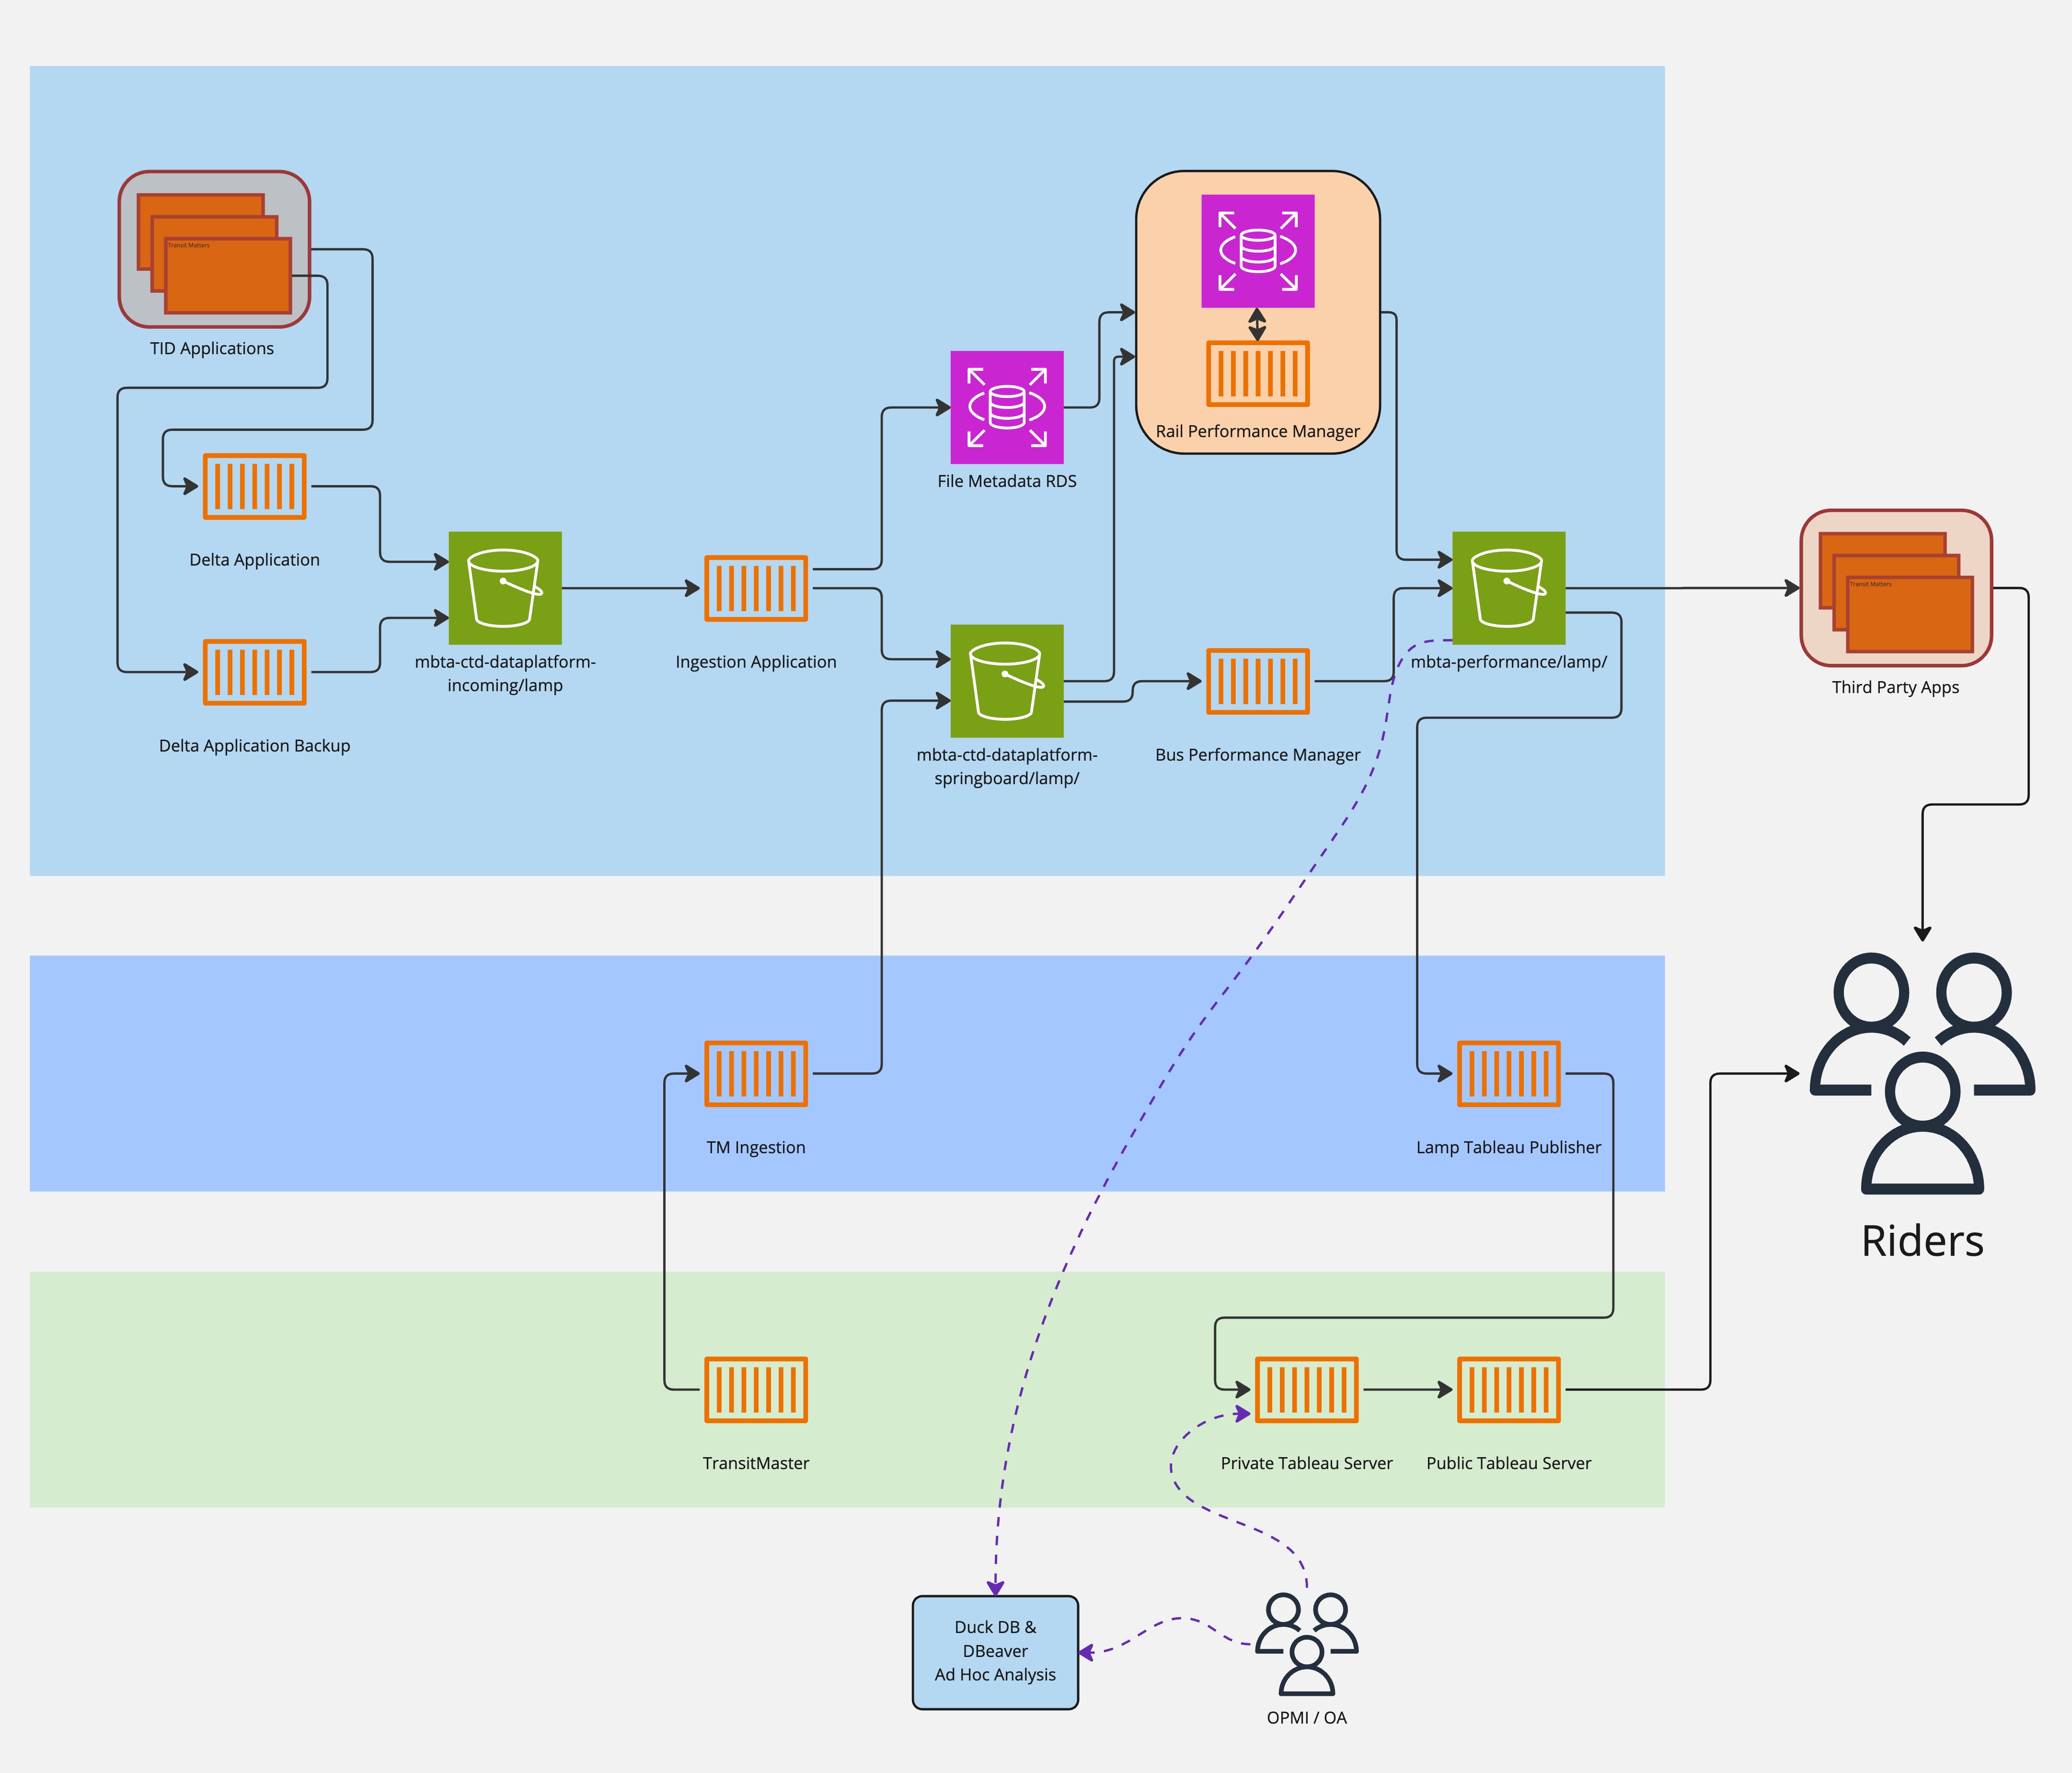 Transit Matters
TID Applications
Rail Performance Manager
File Metadata RDS
Delta Application
mbta-ctd-dataplatform-
incoming/lamp
Ingestion Application
mbta-performance/lamp/
Transit Matters
Third Party Apps
Delta Application Backup
mbta-ctd-dataplatform-
springboard/lamp/
Bus Performance Manager
TM Ingestion
Lamp Tableau Publisher
Riders
TransitMaster
Private Tableau Server
Public Tableau Server
Duck DB &
DBeaver
Ad Hoc Analysis
OPMI / OA